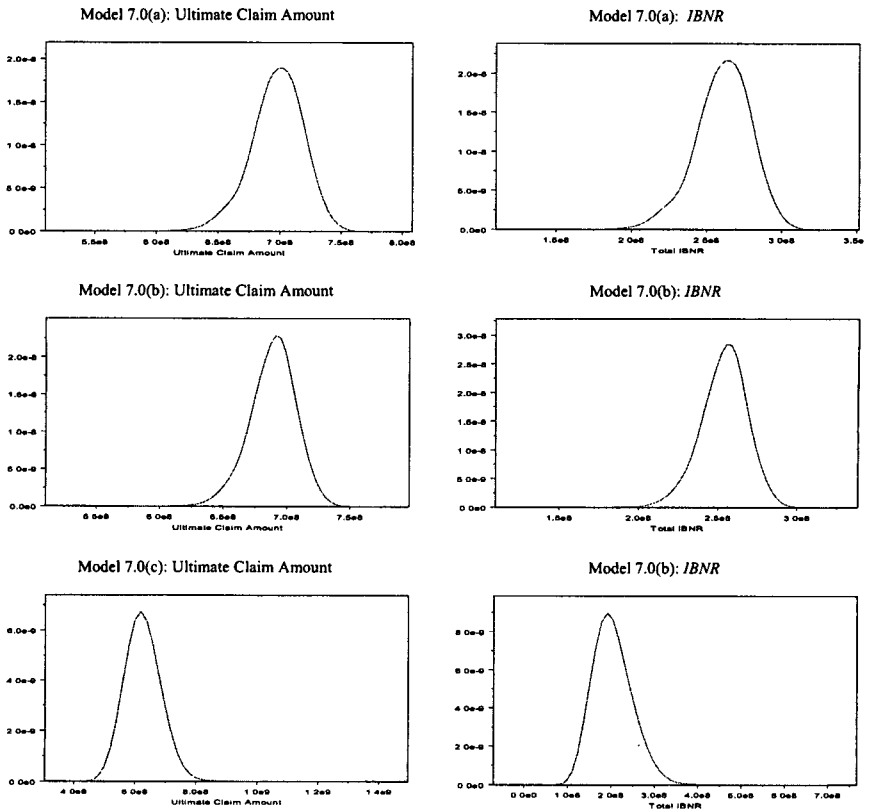 Model 7.0(a): Ultimate Claim Amount
2.0e-8
1.5e-8
1.0e-8
5.0e-9
0.0e0
5.5e8 6.0e8 6.5e8 7.0e8 7.5e8 8.0e8
Ultimate Claim Amount
Model 7.0(a): IBNR
2.0e-8
1.5e-8
1.0e-8
5.0e-9
0.0e0
1.5e8 2.0e8 2.5e8 3.0e8 3.5e
Total IBNR
Model 7.0(b): Ultimate Claim Amount
2.0e-8
1.5e-8
1.0e-8
5.0e-9
0.0e0
5.5e8 6.0e8 6.5e8 7.0e8 7.5e8
Ultimate Claim Amount
Model 7.0(b): IBNR
3.0e-8
2.5e-8
2.0e-8
1.5e-8
1.0e-8
5.0e-9
0.0e0
1.5e8 2.0e8 2.5e8 3.0e8
Total IBNR
Model 7.0(c): Ultimate Claim Amount
6.0e-9
4.0e-9
2.0e-9
0.0e0
4.0e8 6.0e8 8.0e8 1.0e9 1.2e9 1.4e9
Ultimate Claim Amount
Model 7.0(b): IBNR
8.0e-9
6.0e-9
4.0e-9
2.0e-9
0.0e0
0.0e0 1.0e8 2.0e8 3.0e8 4.0e8 5.0e8 6.0e8 7.0e8
Total IBNR